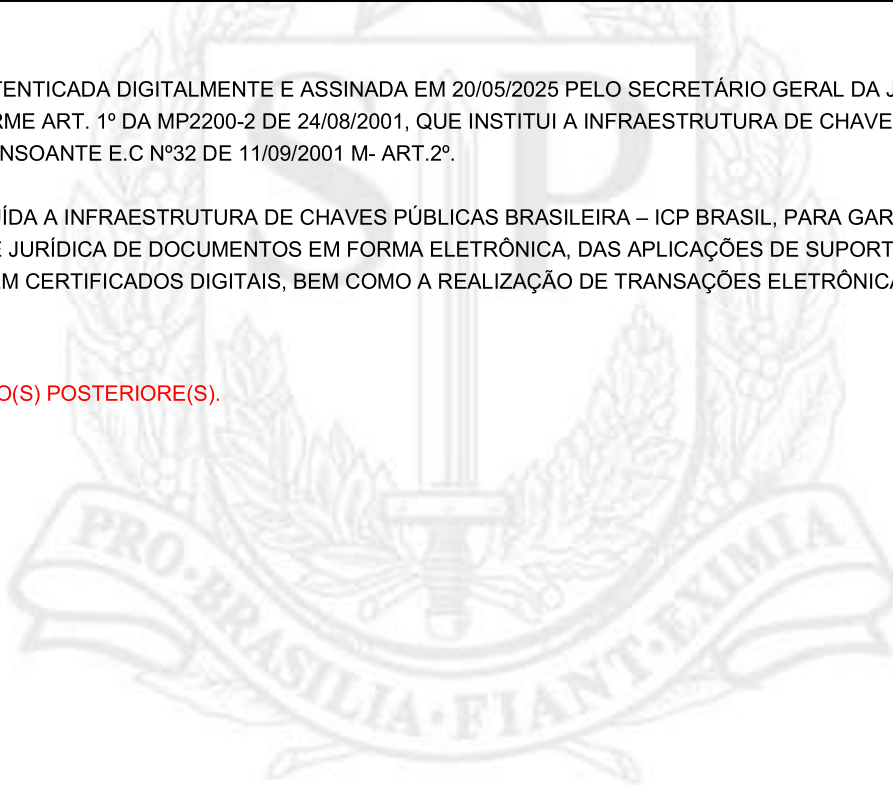 TENTICADA DIGITALMENTE E ASSINADA EM 20/05/2025 PELO SECRETÁRIO GERAL DA J
RME ART. 1º DA MP2200-2 DE 24/08/2001, QUE INSTITUI A INFRAESTRUTURA DE CHAVE
NSOANTE E.C Nº32 DE 11/09/2001 M- ART.2º.
UÍDA A INFRAESTRUTURA DE CHAVES PÚBLICAS BRASILEIRA – ICP BRASIL, PARA GAR
E JURÍDICA DE DOCUMENTOS EM FORMA ELETRÔNICA, DAS APLICAÇÕES DE SUPORT
EM CERTIFICADOS DIGITAIS, BEM COMO A REALIZAÇÃO DE TRANSAÇÕES ELETRÔNICA
O(S) POSTERIORE(S).
SP
PRO·BRASILIA·FIANT·EXIMIA